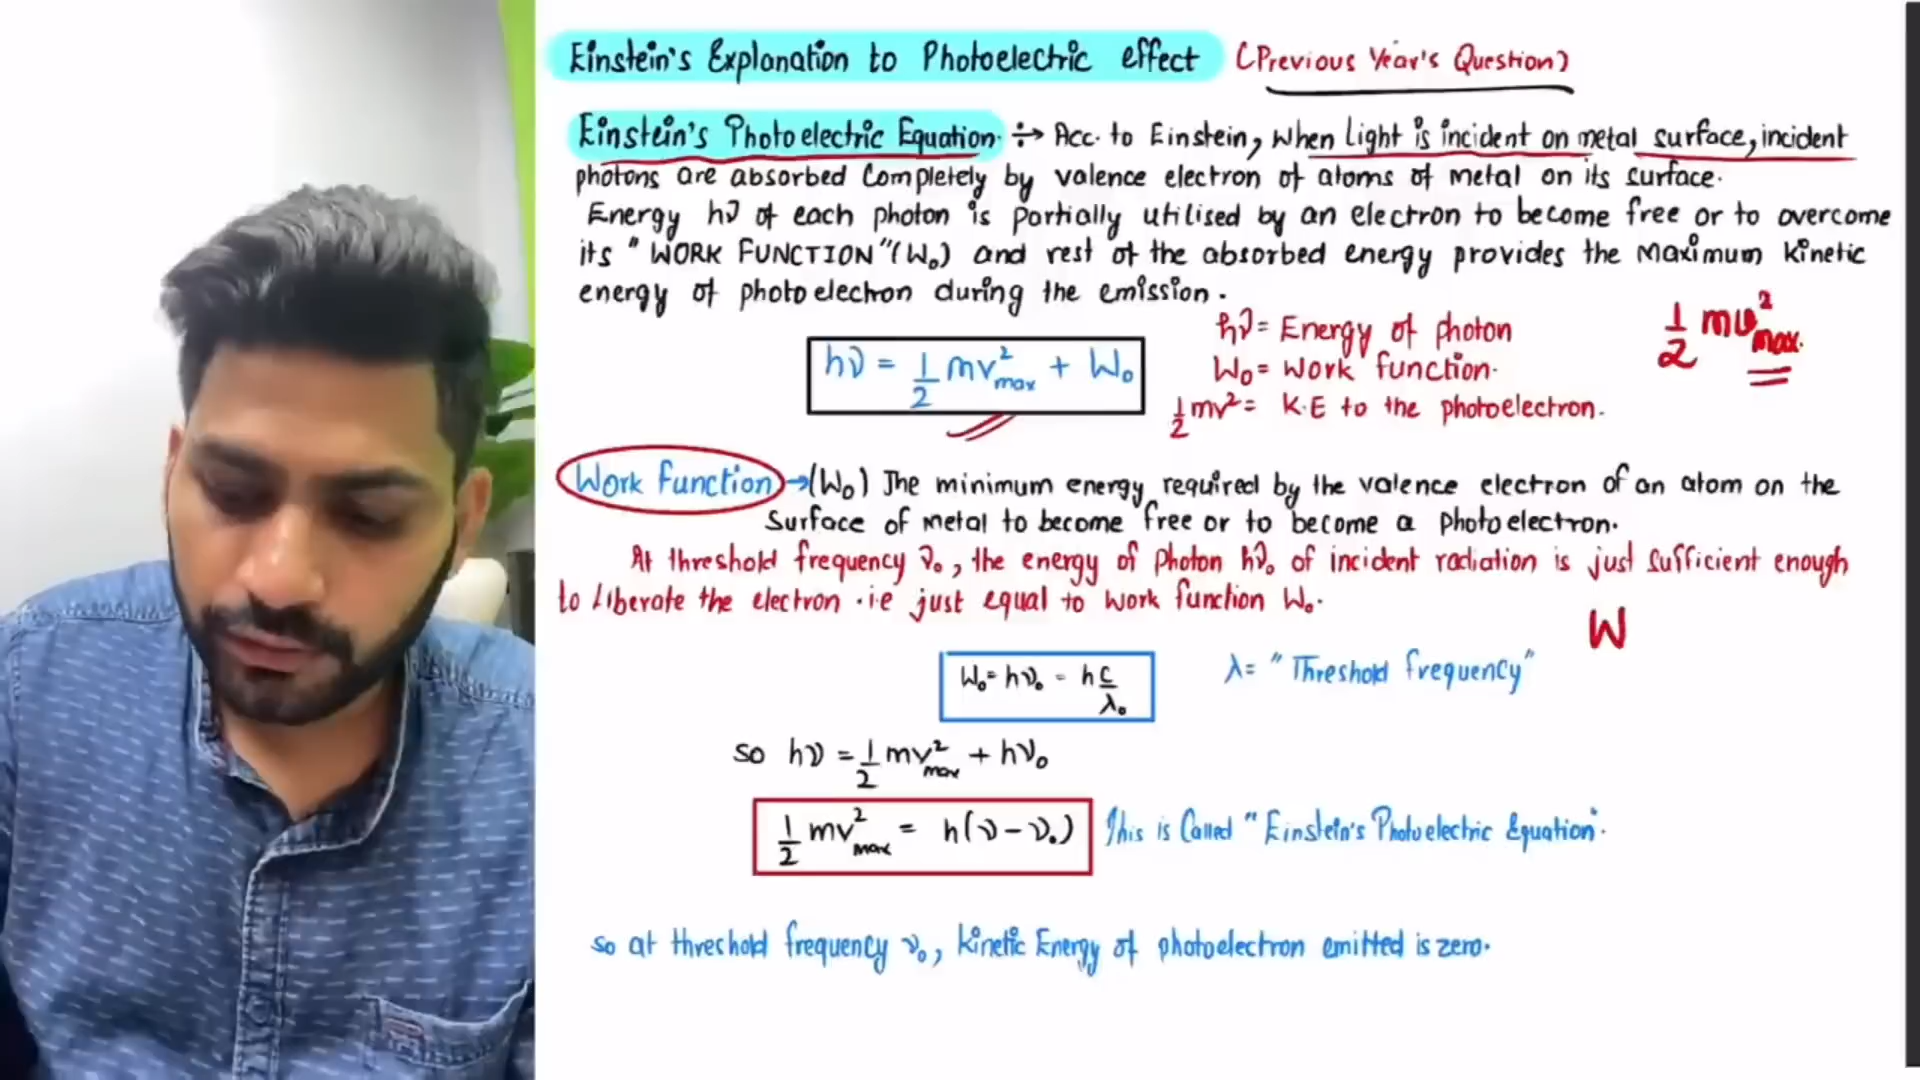 Einstein's Explanation to Photoelectric effect (Previous Year's Question)
Einstein's Photoelectric Equation ÷→ Acc. to Einstein, when light is incident on metal surface, incident
photons are absorbed completely by valence electron of atoms of metal on its surface.
Energy hν of each photon is partially utilised by an electron to become free or to overcome
its "WORK FUNCTION" (W₀) and rest of the absorbed energy provides the maximum kinetic
energy of photoelectron during the emission.
hν = 1/2 mv²max + W₀
hν = Energy of photon
W₀ = work function.
1/2 mv² = K.E to the photoelectron.
1/2 mv²max.
Work function → (W₀) The minimum energy required by the valence electron of an atom on the
surface of metal to become free or to become a photoelectron.
At threshold frequency ν₀, the energy of photon hν₀ of incident radiation is just sufficient enough
to liberate the electron .i.e just equal to work function W₀.
W
W₀ = hν₀ = h c/λ₀
λ = "Threshold frequency"
so hν = 1/2 mv²max + hν₀
1/2 mv²max = h(ν - ν₀) This is Called "Einstein's Photoelectric Equation".
so at threshold frequency ν₀, kinetic Energy of photoelectron emitted is zero.